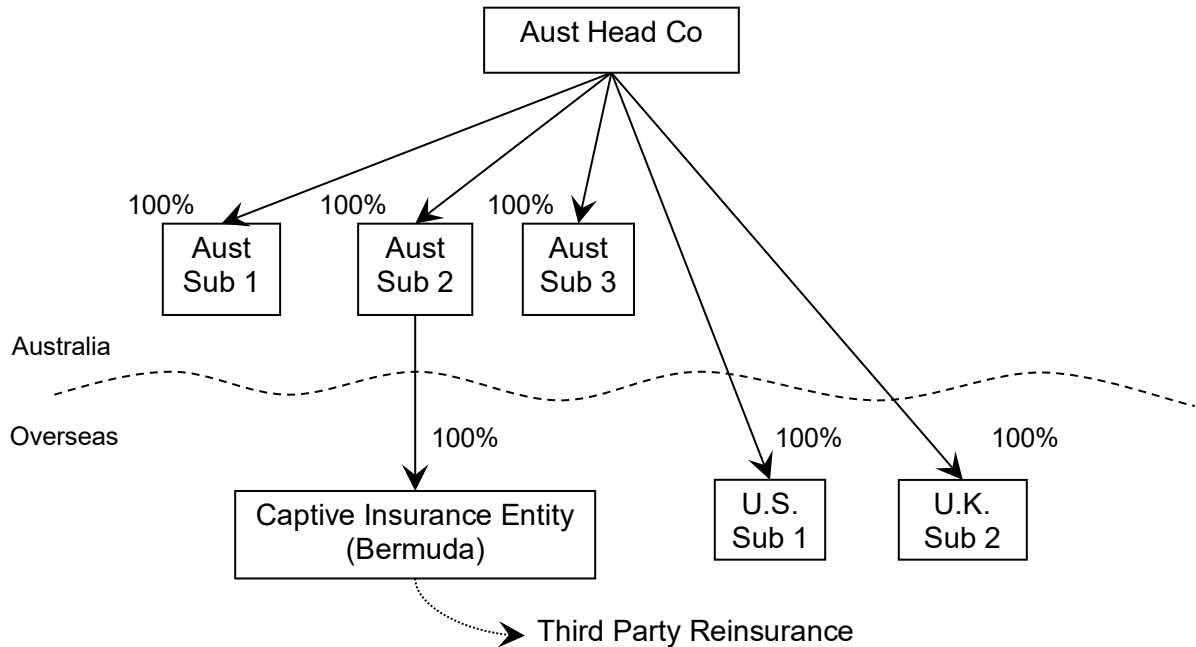 Aust Head Co
100%
100%
100%
Aust
Sub 1
Aust
Sub 2
Aust
Sub 3
Australia
Overseas
100%
100%
100%
Captive Insurance Entity
(Bermuda)
U.S.
Sub 1
U.K.
Sub 2
Third Party Reinsurance